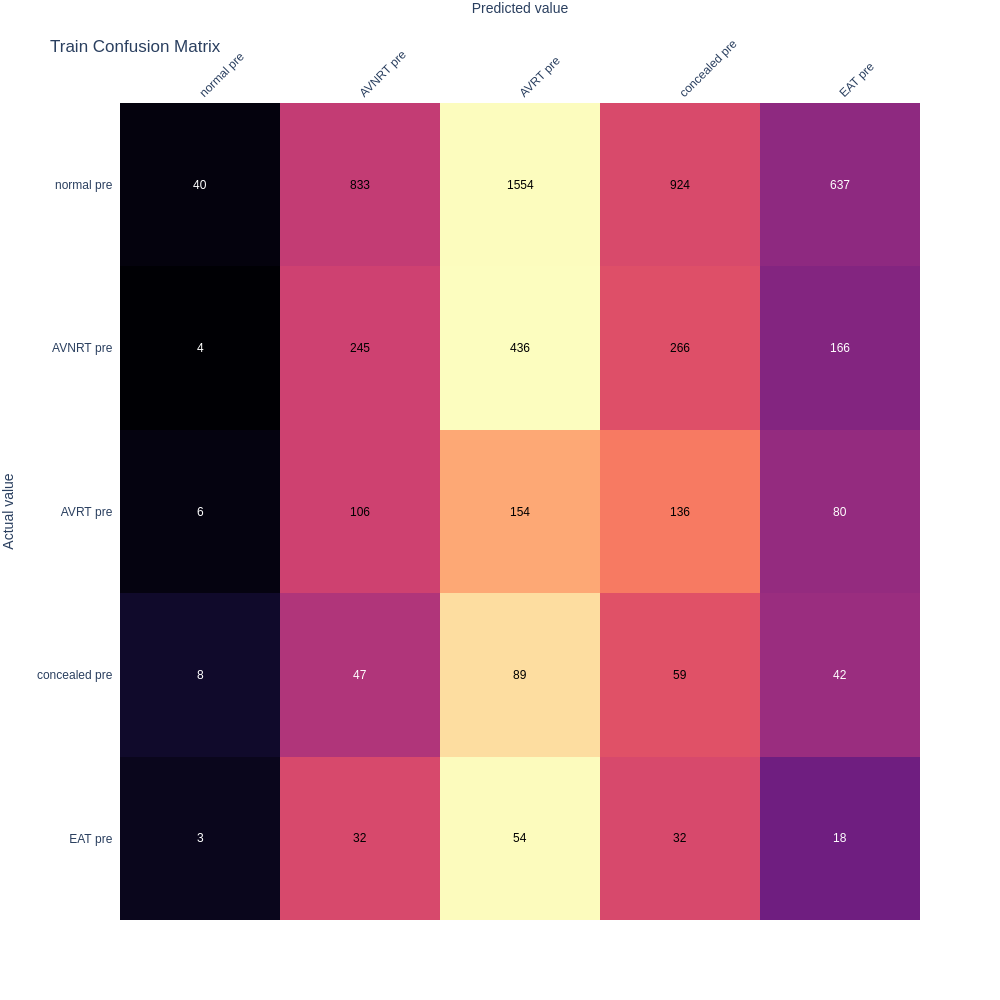 Predicted value
Train Confusion Matrix
normal pre AVNRT pre AVRT pre concealed pre EAT pre
normal pre 40 833 1554 924 637
AVNRT pre 4 245 436 266 166
AVRT pre 6 106 154 136 80
concealed pre 8 47 89 59 42
EAT pre 3 32 54 32 18
Actual value